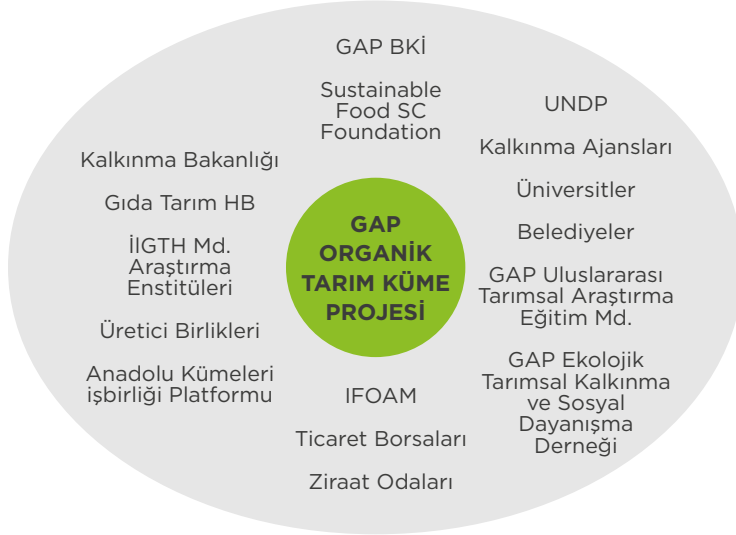 GAP BKİ
Sustainable
Food SC
Foundation
Kalkınma Bakanlığı
Gıda Tarım HB
İlGTH Md.
Araştırma
Enstitüleri
Üretici Birlikleri
Anadolu Kümeleri
işbirliği Platformu
GAP
ORGANİK
TARIM KÜME
PROJESİ
UNDP
Kalkınma Ajansları
Üniversitler
Belediyeler
GAP Uluslararası
Tarımsal Araştırma
Eğitim Md.
GAP Ekolojik
Tarımsal Kalkınma
ve Sosyal
Dayanışma
Derneği
IFOAM
Ticaret Borsaları
Ziraat Odaları